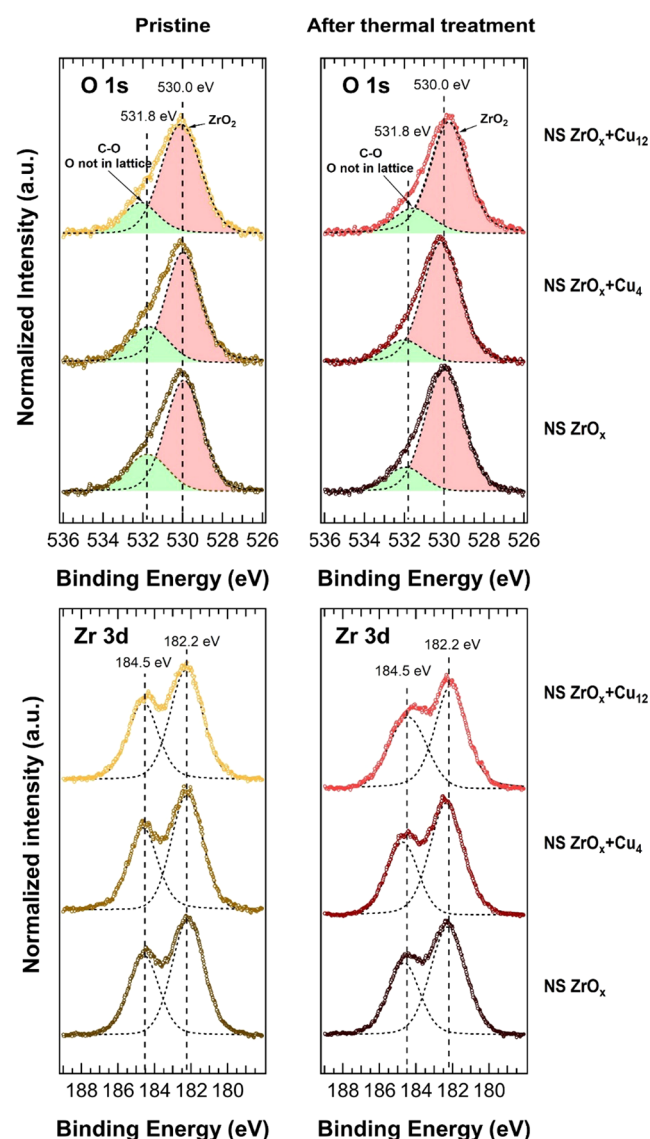 Pristine
After thermal treatment
O 1s
530.0 eV
531.8 eV
ZrO₂
C-O
O not in lattice
O 1s
530.0 eV
531.8 eV
ZrO₂
C-O
O not in lattice
NS ZrOₓ+Cu₁₂
NS ZrOₓ+Cu₄
NS ZrOₓ
Normalized Intensity (a.u.)
536 534 532 530 528 526
536 534 532 530 528 526
Binding Energy (eV)
Binding Energy (eV)
Zr 3d
182.2 eV
184.5 eV
Zr 3d
182.2 eV
184.5 eV
NS ZrOₓ+Cu₁₂
NS ZrOₓ+Cu₄
NS ZrOₓ
Normalized intensity (a.u.)
188 186 184 182 180
188 186 184 182 180
Binding Energy (eV)
Binding Energy (eV)